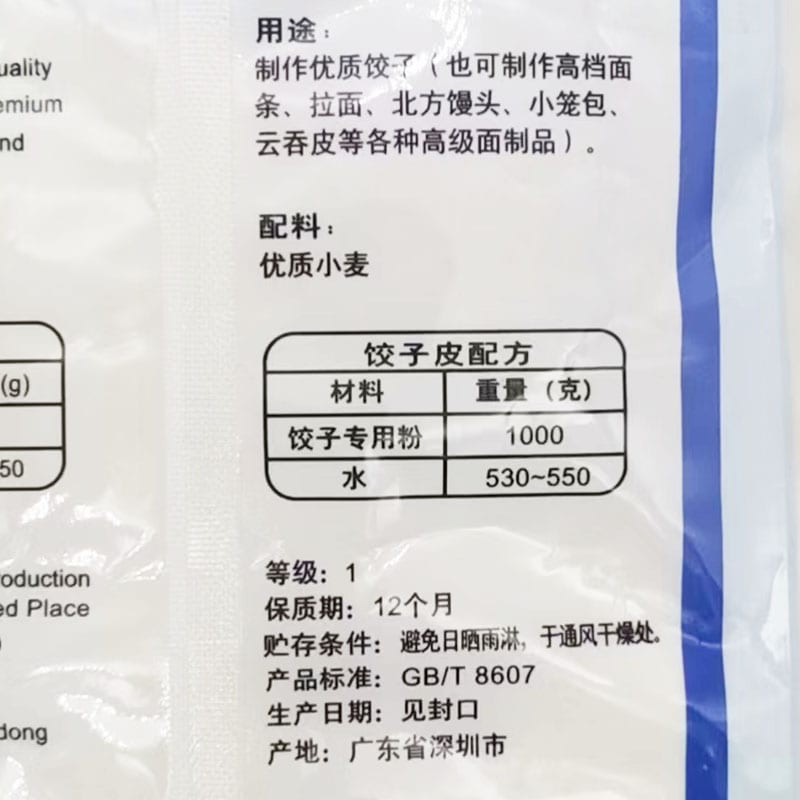 uality
emium
nd
(g)
50
roduction
ed Place
)
dong
用途：
制作优质饺子（也可制作高档面
条、拉面、北方馒头、小笼包、
云吞皮等各种高级面制品）。
配料：
优质小麦
饺子皮配方
材料 重量（克）
饺子专用粉 1000
水 530~550
等级：1
保质期：12个月
贮存条件：避免日晒雨淋，于通风干燥处。
产品标准：GB/T 8607
生产日期：见封口
产地：广东省深圳市